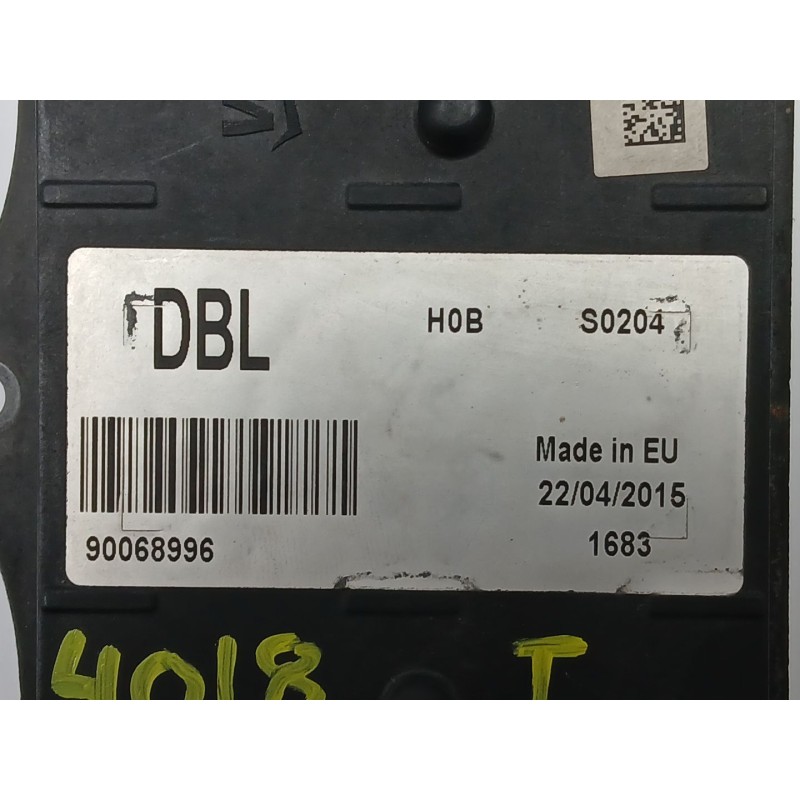 DBL H0B S0204
Made in EU
22/04/2015
90068996 1683
4018 T